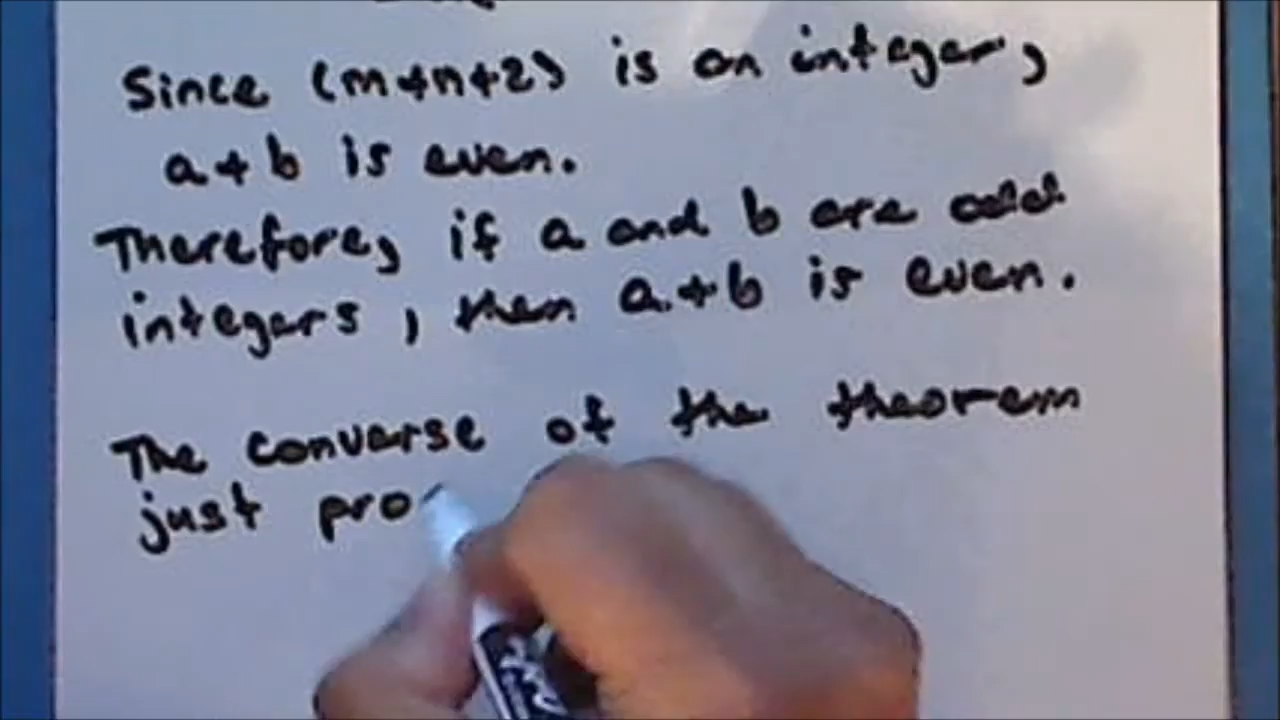 Since (m+n+2) is an integer,
a+b is even.
Therefore, if a and b are odd
integers, then a+b is even.
The converse of the theorem
just pro